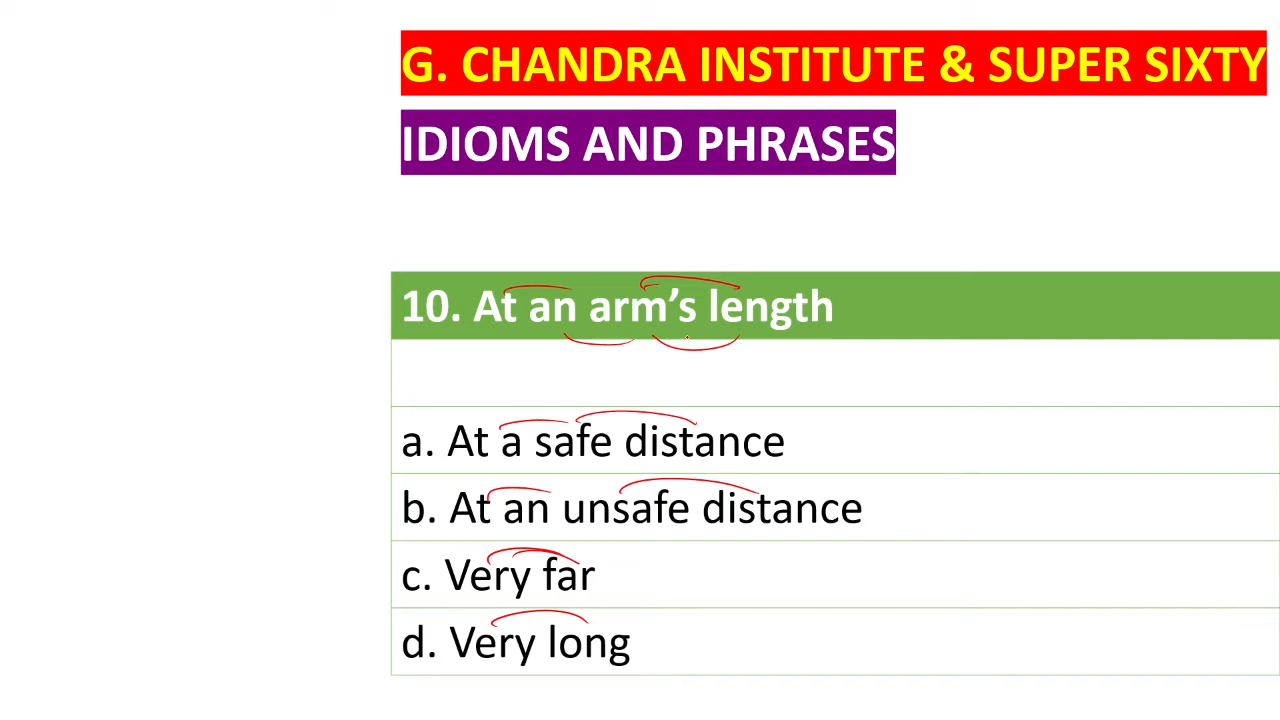 G. CHANDRA INSTITUTE & SUPER SIXTY
IDIOMS AND PHRASES
10. At an arm’s length
a. At a safe distance
b. At an unsafe distance
c. Very far
d. Very long